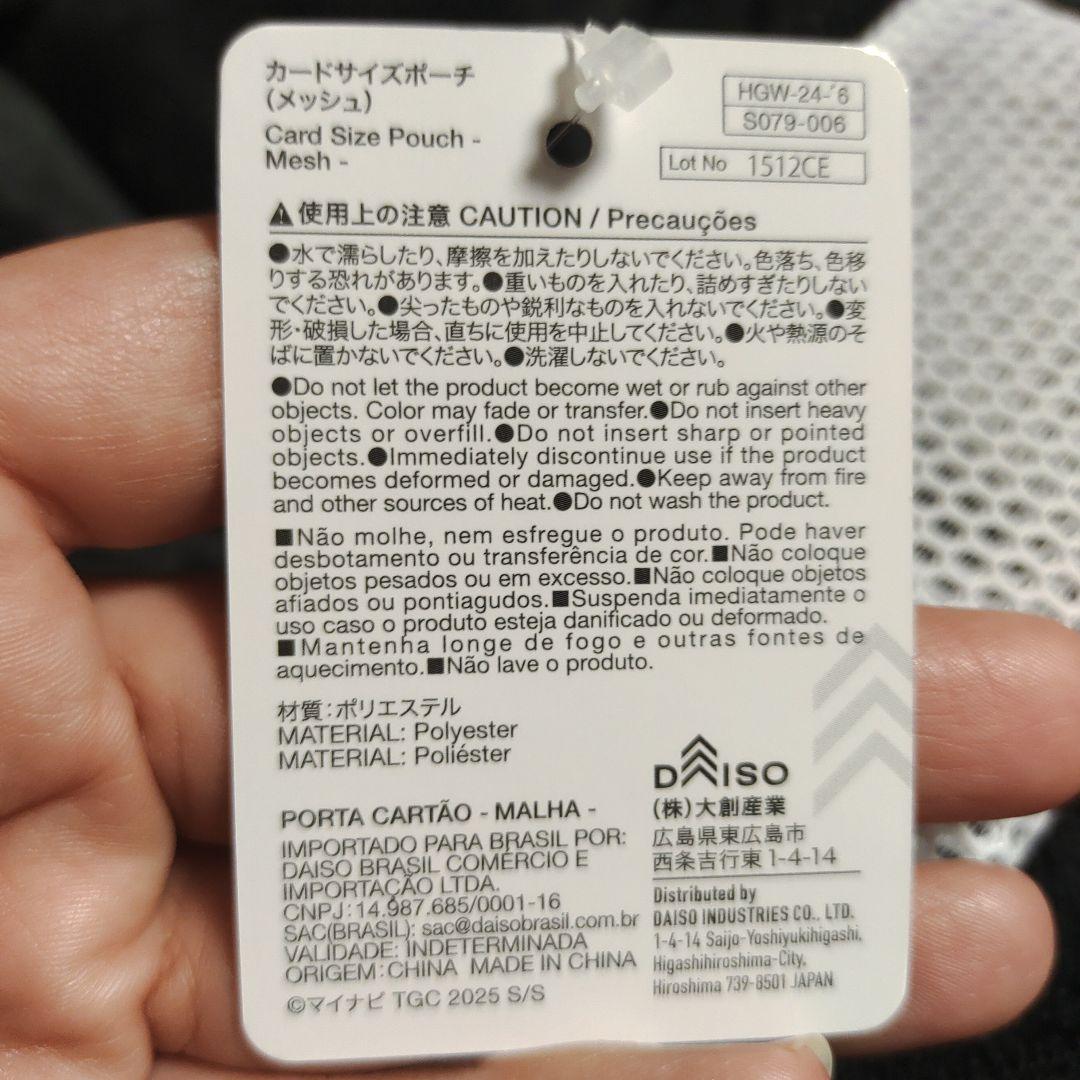 カードサイズポーチ
(メッシュ)
Card Size Pouch -
Mesh -
HGW-24-´6
S079-006
Lot No 1512CE
使用上の注意 CAUTION / Precauções
●水で濡らしたり、摩擦を加えたりしないでください。色落ち、色移
りする恐れがあります。●重いものを入れたり、詰めすぎたりしない
でください。●尖ったものや鋭利なものを入れないでください。●変
形・破損した場合、直ちに使用を中止してください。●火や熱源のそ
ばに置かないでください。●洗濯しないでください。
●Do not let the product become wet or rub against other
objects. Color may fade or transfer.●Do not insert heavy
objects or overfill.●Do not insert sharp or pointed
objects.●Immediately discontinue use if the product
becomes deformed or damaged.●Keep away from fire
and other sources of heat.●Do not wash the product.
■Não molhe, nem esfregue o produto. Pode haver
desbotamento ou transferência de cor.■Não coloque
objetos pesados ou em excesso.■Não coloque objetos
afiados ou pontiagudos.■Suspenda imediatamente o
uso caso o produto esteja danificado ou deformado.
■Mantenha longe de fogo e outras fontes de
aquecimento.■Não lave o produto.
材質:ポリエステル
MATERIAL: Polyester
MATERIAL: Poliéster
PORTA CARTÃO - MALHA -
IMPORTADO PARA BRASIL POR:
DAISO BRASIL COMÉRCIO E
IMPORTAÇÃO LTDA.
CNPJ:14.987.685/0001-16
SAC(BRASIL): sac@daisobrasil.com.br
VALIDADE: INDETERMINADA
ORIGEM:CHINA MADE IN CHINA
©マイナビ TGC 2025 S/S
DAISO
(株)大創産業
広島県東広島市
西条吉行東1-4-14
Distributed by
DAISO INDUSTRIES CO., LTD.
1-4-14 Saijo-Yoshiyukihigashi,
Higashihiroshima-City,
Hiroshima 739-8501 JAPAN